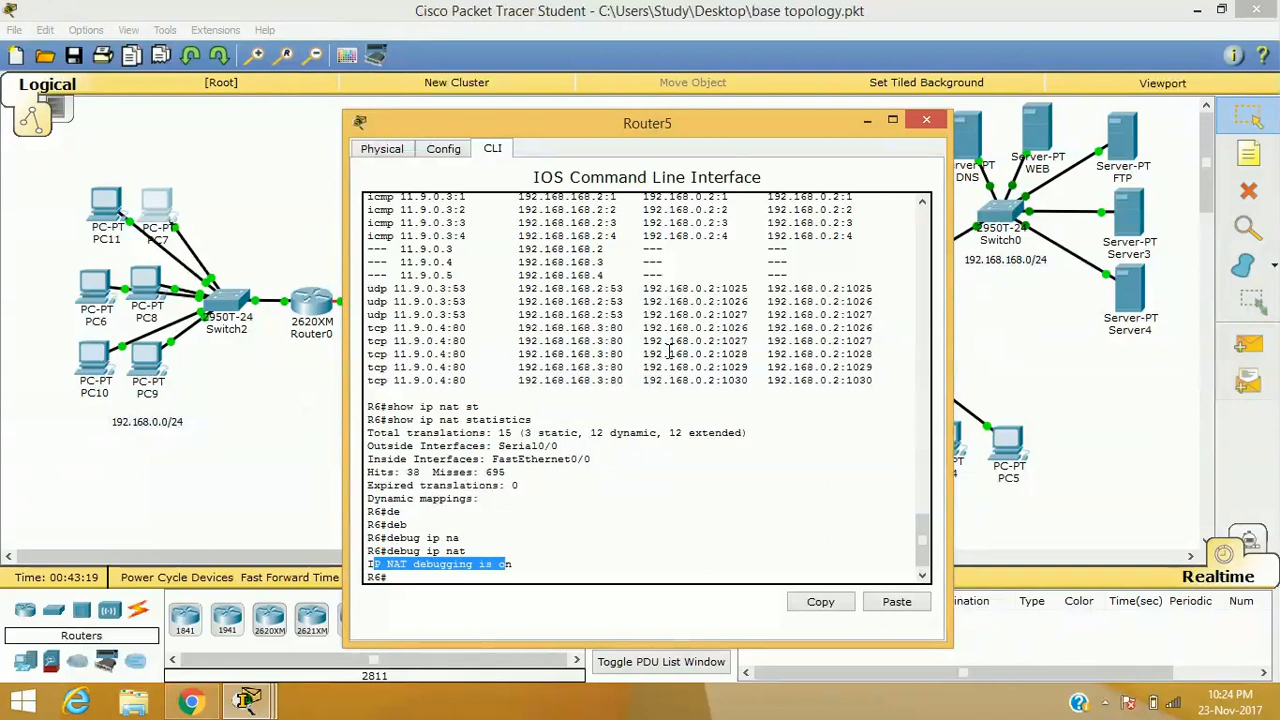 Cisco Packet Tracer Student - C:\Users\Study\Desktop\base topology.pkt
File Edit Options View Tools Extensions Help
Logical [Root] New Cluster Move Object Set Tiled Background Viewport
Router5
Physical Config CLI
IOS Command Line Interface
icmp 11.9.0.3:1 192.168.168.2:1 192.168.0.2:1 192.168.0.2:1
icmp 11.9.0.3:2 192.168.168.2:2 192.168.0.2:2 192.168.0.2:2
icmp 11.9.0.3:3 192.168.168.2:3 192.168.0.2:3 192.168.0.2:3
icmp 11.9.0.3:4 192.168.168.2:4 192.168.0.2:4 192.168.0.2:4
--- 11.9.0.3 192.168.168.2 --- ---
--- 11.9.0.4 192.168.168.3 --- ---
--- 11.9.0.5 192.168.168.4 --- ---
udp 11.9.0.3:53 192.168.168.2:53 192.168.0.2:1025 192.168.0.2:1025
udp 11.9.0.3:53 192.168.168.2:53 192.168.0.2:1026 192.168.0.2:1026
udp 11.9.0.3:53 192.168.168.2:53 192.168.0.2:1027 192.168.0.2:1027
tcp 11.9.0.4:80 192.168.168.3:80 192.168.0.2:1026 192.168.0.2:1026
tcp 11.9.0.4:80 192.168.168.3:80 192.168.0.2:1027 192.168.0.2:1027
tcp 11.9.0.4:80 192.168.168.3:80 192.168.0.2:1028 192.168.0.2:1028
tcp 11.9.0.4:80 192.168.168.3:80 192.168.0.2:1029 192.168.0.2:1029
tcp 11.9.0.4:80 192.168.168.3:80 192.168.0.2:1030 192.168.0.2:1030
R6#show ip nat st
R6#show ip nat statistics
Total translations: 15 (3 static, 12 dynamic, 12 extended)
Outside Interfaces: Serial0/0
Inside Interfaces: FastEthernet0/0
Hits: 38 Misses: 695
Expired translations: 0
Dynamic mappings:
R6#de
R6#deb
R6#debug ip na
R6#debug ip nat
IP NAT debugging is on
R6#
Copy Paste
PC-PT
PC11
PC-PT
PC7
PC-PT
PC6
PC-PT
PC8
PC-PT
PC10
PC-PT
PC9
2950T-24
Switch2
2620XM
Router0
192.168.0.0/24
Server-PT
DNS
Server-PT
WEB
Server-PT
FTP
2950T-24
Switch0
192.168.168.0/24
Server-PT
Server3
Server-PT
Server4
PC-PT
PC5
Time: 00:43:19 Power Cycle Devices Fast Forward Time
Realtime
Routers
1841 1941 2620XM 2621XM
2811
Toggle PDU List Window
Type Color Time(sec) Periodic Num
10:24 PM
23-Nov-2017